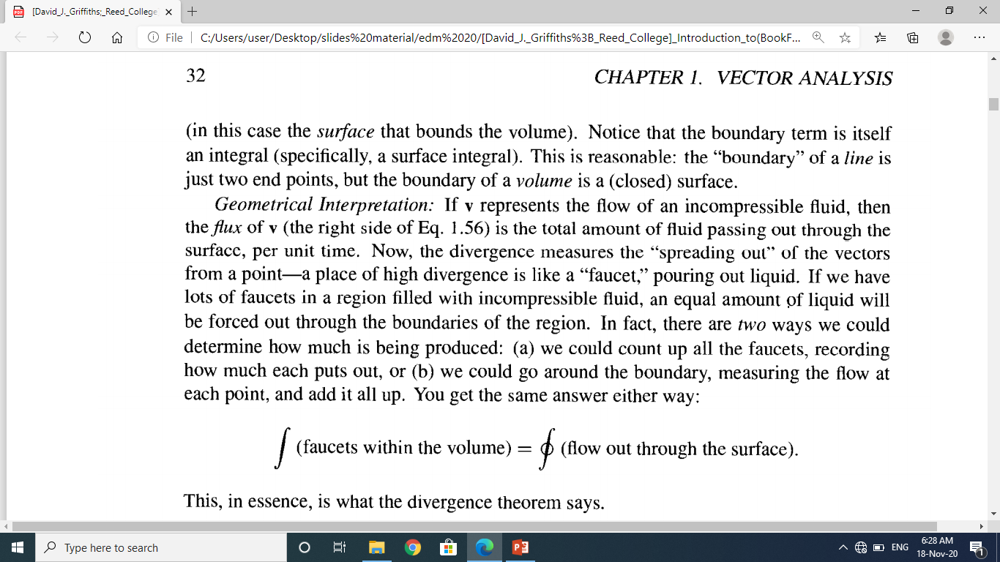 [David_J._Griffiths;_Reed_College
File
C:/Users/user/Desktop/slides%20material/edm%2020/[David_J._Griffiths%3B_Reed_College]_Introduction_to(BookF...
32
CHAPTER 1. VECTOR ANALYSIS
(in this case the surface that bounds the volume). Notice that the boundary term is itself
an integral (specifically, a surface integral). This is reasonable: the “boundary” of a line is
just two end points, but the boundary of a volume is a (closed) surface.
Geometrical Interpretation: If v represents the flow of an incompressible fluid, then
the flux of v (the right side of Eq. 1.56) is the total amount of fluid passing out through the
surface, per unit time. Now, the divergence measures the “spreading out” of the vectors
from a point—a place of high divergence is like a “faucet,” pouring out liquid. If we have
lots of faucets in a region filled with incompressible fluid, an equal amount of liquid will
be forced out through the boundaries of the region. In fact, there are two ways we could
determine how much is being produced: (a) we could count up all the faucets, recording
how much each puts out, or (b) we could go around the boundary, measuring the flow at
each point, and add it all up. You get the same answer either way:
∫ (faucets within the volume) = ∮ (flow out through the surface).
This, in essence, is what the divergence theorem says.
Type here to search
ENG
6:28 AM
18-Nov-20
1